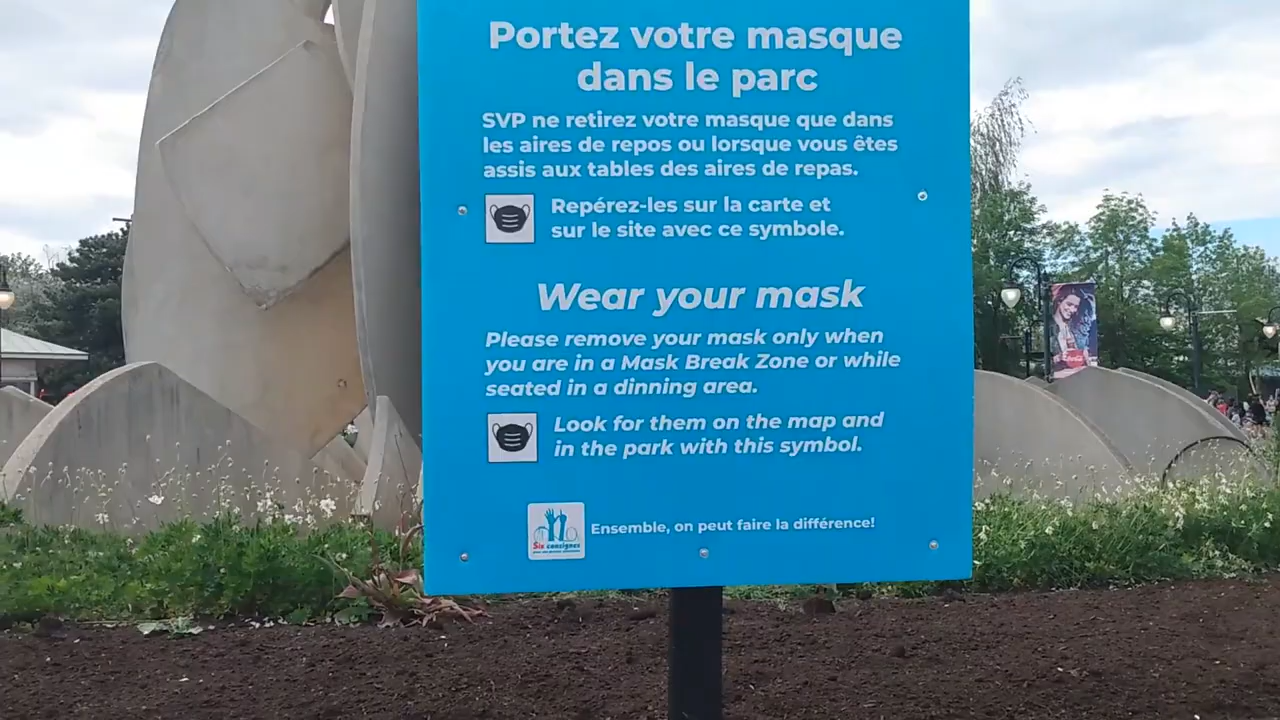 Portez votre masque
dans le parc
SVP ne retirez votre masque que dans
les aires de repos ou lorsque vous êtes
assis aux tables des aires de repas.
Repérez-les sur la carte et
sur le site avec ce symbole.
Wear your mask
Please remove your mask only when
you are in a Mask Break Zone or while
seated in a dinning area.
Look for them on the map and
in the park with this symbol.
Six consignes
Ensemble, on peut faire la différence!